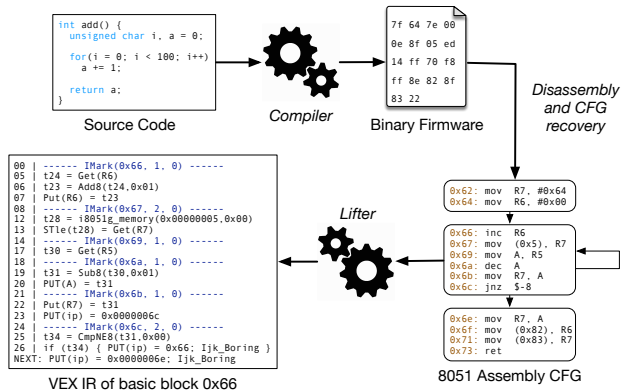 int add() {
unsigned char i, a = 0;
for(i = 0; i < 100; i++)
a += 1;
return a;
}
Source Code
Compiler
7f 64 7e 00
0e 8f 05 ed
14 ff 70 f8
ff 8e 82 8f
83 22
Binary Firmware
Disassembly
and CFG
recovery
0x62: mov R7, #0x64
0x64: mov R6, #0x00
0x66: inc R6
0x67: mov (0x5), R7
0x69: mov A, R5
0x6a: dec A
0x6b: mov R7, A
0x6c: jnz $-8
0x6e: mov R7, A
0x6f: mov (0x82), R6
0x71: mov (0x83), R7
0x73: ret
8051 Assembly CFG
Lifter
00 | ------ IMark(0x66, 1, 0) ------
05 | t24 = Get(R6)
06 | t23 = Add8(t24,0x01)
07 | Put(R6) = t23
08 | ------ IMark(0x67, 2, 0) ------
12 | t28 = i8051g_memory(0x00000005,0x00)
13 | STle(t28) = Get(R7)
14 | ------ IMark(0x69, 1, 0) ------
17 | t30 = Get(R5)
18 | ------ IMark(0x6a, 1, 0) ------
19 | t31 = Sub8(t30,0x01)
20 | PUT(A) = t31
21 | ------ IMark(0x6b, 1, 0) ------
22 | Put(R7) = t31
23 | PUT(ip) = 0x0000006c
24 | ------ IMark(0x6c, 2, 0) ------
25 | t34 = CmpNE8(t31,0x00)
26 | if (t34) { PUT(ip) = 0x66; Ijk_Boring }
NEXT: PUT(ip) = 0x0000006e; Ijk_Boring
VEX IR of basic block 0x66